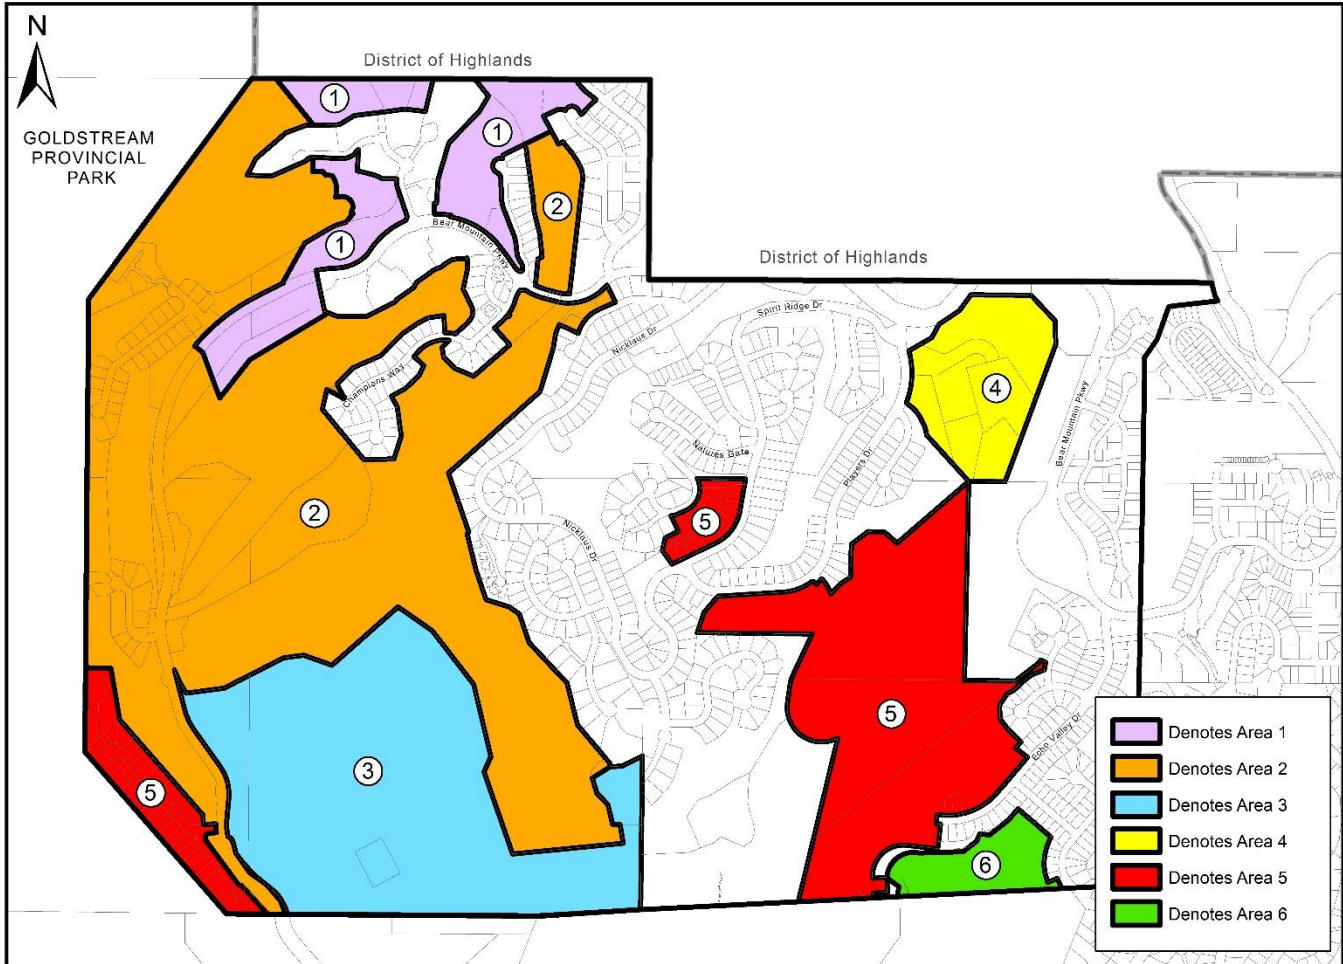 N
District of Highlands
GOLDSTREAM
PROVINCIAL
PARK
1
1
2
1
Bear Mountain Pkwy
District of Highlands
Spirit Ridge Dr
Nicklaus Dr
Champions Way
4
Bear Mountain Pkwy
Natures Gate
Players Dr
2
5
Nicklaus Dr
5
Echo Valley Dr
3
5
6
Denotes Area 1
Denotes Area 2
Denotes Area 3
Denotes Area 4
Denotes Area 5
Denotes Area 6